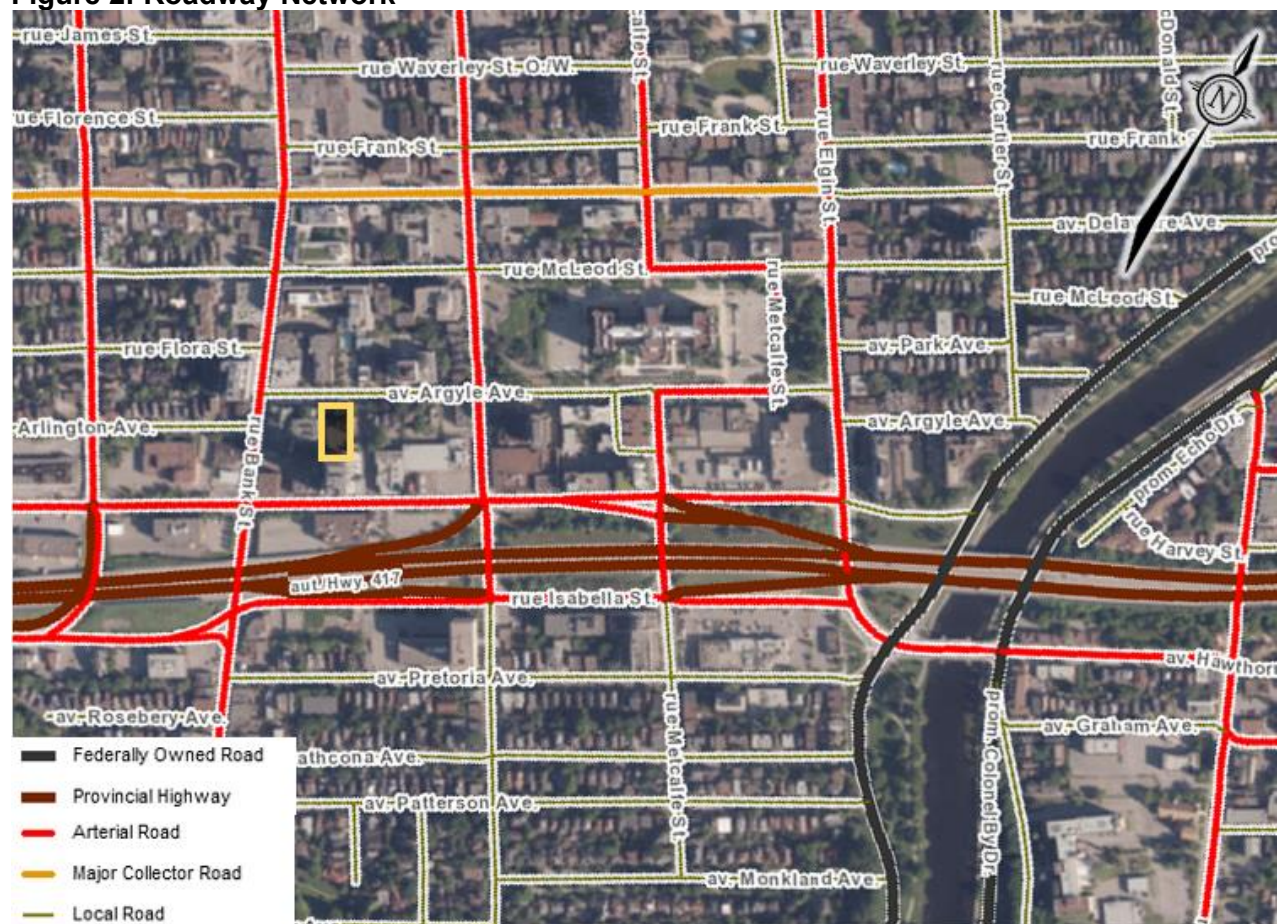 Figure 2: Roadway Network
rue James St.
rue Waverley St. O./W.
rue Waverley St.
rue Florence St.
rue Frank St.
rue Frank St.
rue Frank
rue Elgin St.
rue Cartier St.
N
av. Delaware Ave.
rue McLeod St.
rue McLeod St.
rue Metcalfe St.
rue Flora St.
av. Park Ave.
av. Argyle Ave.
av. Argyle Ave.
Arlington Ave.
rue Bank St.
prom. Echo Dr.
rue Harvey St.
aut./Hwy. 417
rue Isabella St.
av. Pretoria Ave.
av. Hawthorn
av. Rosebery Ave.
rue Metcalfe St.
prom. Colonel By Dr.
av. Graham Ave.
athcona Ave.
av. Patterson Ave.
av. Monkland Ave.
Federally Owned Road
Provincial Highway
Arterial Road
Major Collector Road
Local Road